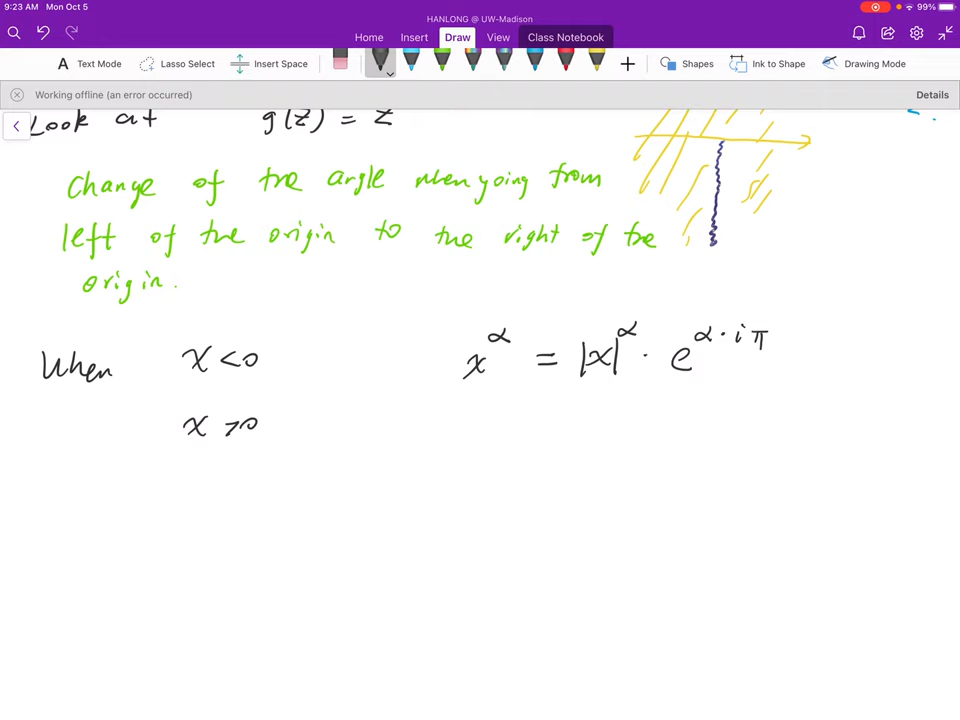 9:23 AM Mon Oct 5
99%
HANLONG @ UW-Madison
Home Insert Draw View Class Notebook
Text Mode Lasso Select Insert Space Shapes Ink to Shape Drawing Mode
Working offline (an error occurred) Details
Look at g(z) = z
Change of the angle when going from
left of the origin to the right of the
origin.
When x < 0 x^α = |x|^α · e^{α · i π}
x > 0